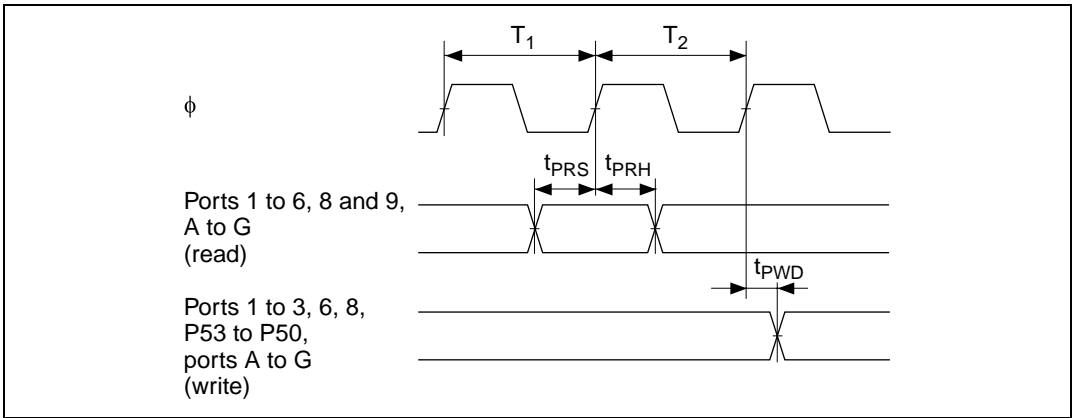 T1 T2
φ
tPRS tPRH
Ports 1 to 6, 8 and 9,
A to G
(read)
tPWD
Ports 1 to 3, 6, 8,
P53 to P50,
ports A to G
(write)